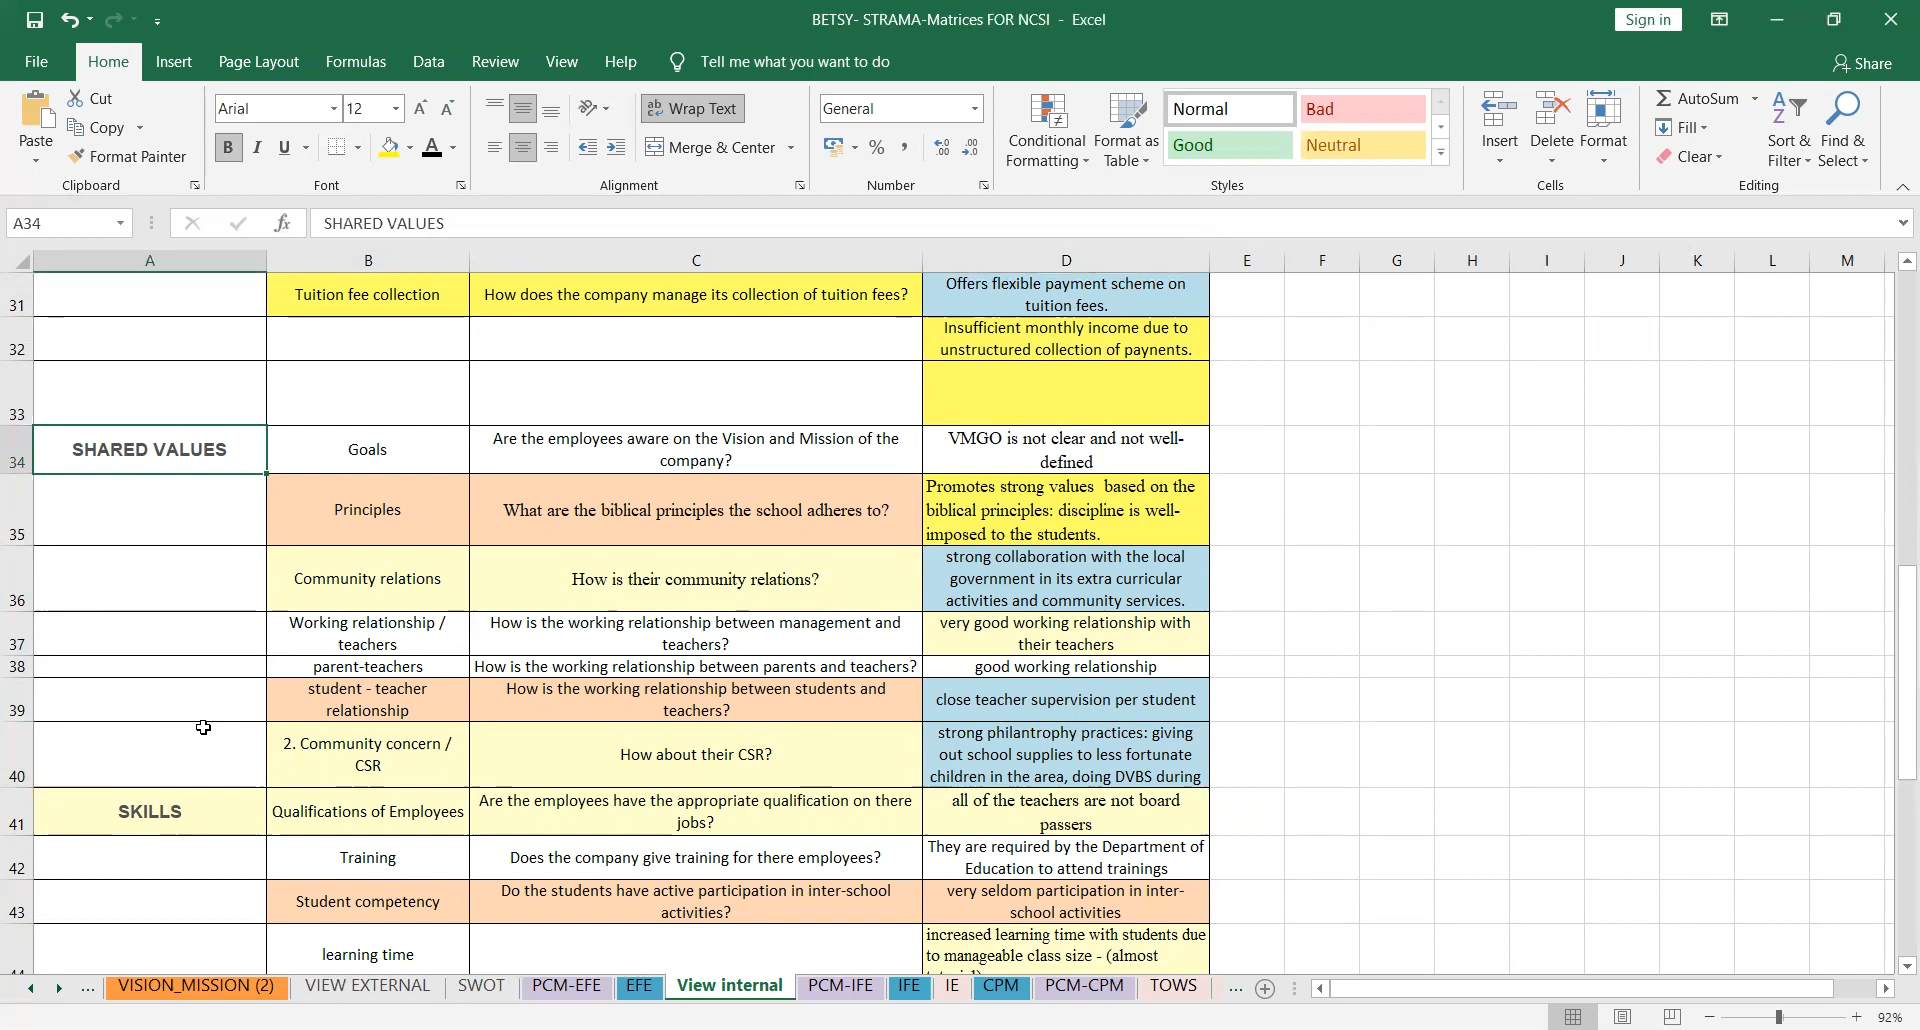 BETSY- STRAMA-Matrices FOR NCSI - Excel
Sign in
File Home Insert Page Layout Formulas Data Review View Help Tell me what you want to do
Share
Paste
Cut
Copy
Format Painter
Clipboard
Arial 12
B I U A
Font
ab Wrap Text
Merge & Center
Alignment
General
% ,
Number
Conditional Formatting
Format as Table
Normal Bad
Good Neutral
Styles
Insert Delete Format
Cells
AutoSum
Fill
Clear
Sort & Filter
Find & Select
Editing
A34 fx SHARED VALUES
A B C D E F G H I J K L M
31 Tuition fee collection How does the company manage its collection of tuition fees? Offers flexible payment scheme on
tuition fees.
32 Insufficient monthly income due to
unstructured collection of paynents.
33
34 SHARED VALUES Goals Are the employees aware on the Vision and Mission of the
company?
VMGO is not clear and not well-
defined
35 Principles What are the biblical principles the school adheres to? Promotes strong values based on the
biblical principles: discipline is well-
imposed to the students.
36 Community relations How is their community relations? strong collaboration with the local
government in its extra curricular
activities and community services.
37 Working relationship /
teachers
How is the working relationship between management and
teachers?
very good working relationship with
their teachers
38 parent-teachers How is the working relationship between parents and teachers? good working relationship
39 student - teacher
relationship
How is the working relationship between students and
teachers?
close teacher supervision per student
40 2. Community concern /
CSR
How about their CSR?
strong philantrophy practices: giving
out school supplies to less fortunate
children in the area, doing DVBS during
41 SKILLS Qualifications of Employees Are the employees have the appropriate qualification on there
jobs?
all of the teachers are not board
passers
42 Training Does the company give training for there employees? They are required by the Department of
Education to attend trainings
43 Student competency Do the students have active participation in inter-school
activities?
very seldom participation in inter-
school activities
learning time increased learning time with students due
to manageable class size - (almost
... VISION_MISSION (2) VIEW EXTERNAL SWOT PCM-EFE EFE View internal PCM-IFE IFE IE CPM PCM-CPM TOWS ...
92%